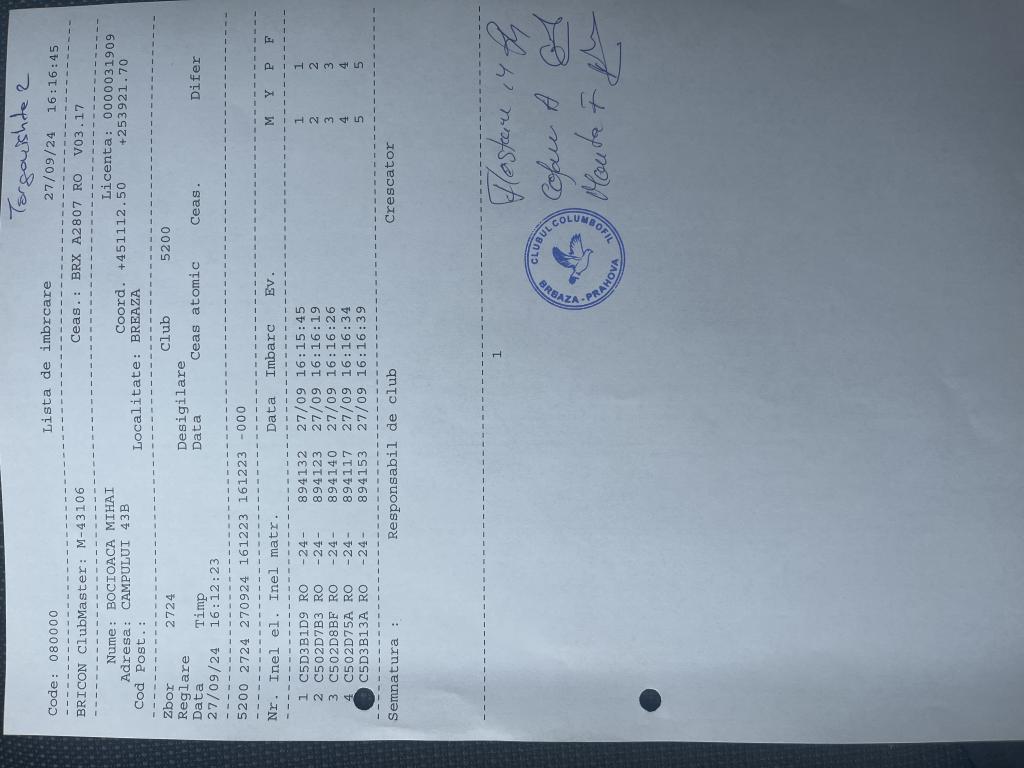 Targovishte 2
Code: 080000 Lista de imbrcare 27/09/24 16:16:45
BRICON ClubMaster: M-43106 Ceas.: BRX A2807 RO V03.17
Nume: BOCIOACA MIHAI Licenta: 0000031909
Adresa: CAMPULUI 43B Coord. +451112.50 +253921.70
Cod Post.: Localitate: BREAZA
Zbor 2724 Club 5200
Reglare Desigilare
Data Timp Data Ceas atomic Ceas. Difer
27/09/24 16:12:23
5200 2724 270924 161223 161223 -000
Nr. Inel el. Inel matr. Data Imbarc Ev. M Y P F
1 C5D3B1D9 RO -24- 894132 27/09 16:15:45 1 1
2 C502D7B3 RO -24- 894123 27/09 16:16:19 2 2
3 C502D8BF RO -24- 894140 27/09 16:16:26 3 3
4 C502D75A RO -24- 894117 27/09 16:16:34 4 4
C5D3B13A RO -24- 894153 27/09 16:16:39 5 5
Semnatura : Responsabil de club Crescator
1
CLUBUL COLUMBOFIL
BREAZA - PRAHOVA